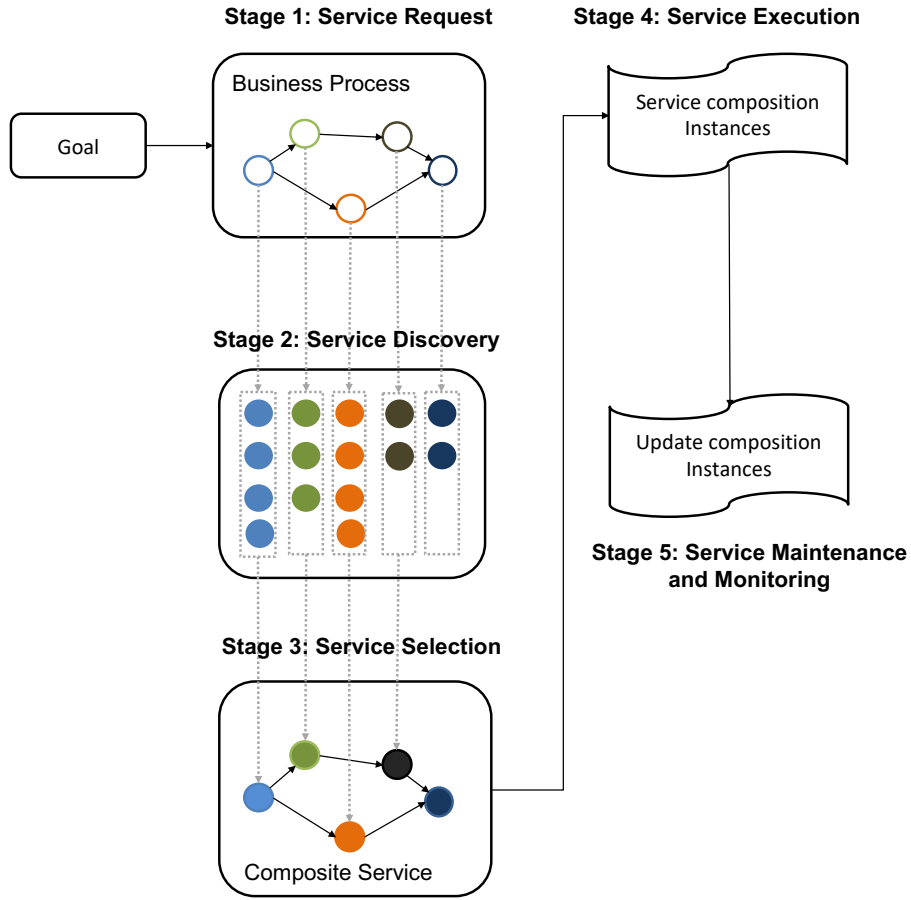 Stage 1: Service Request
Business Process
Goal
Stage 2: Service Discovery
Stage 3: Service Selection
Composite Service
Stage 4: Service Execution
Service composition
Instances
Update composition
Instances
Stage 5: Service Maintenance
and Monitoring